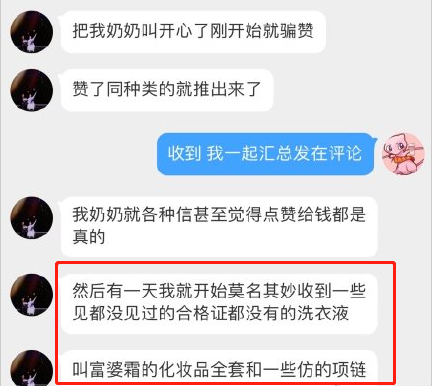 把我奶奶叫开心了刚开始就骗赞
赞了同种类的就推出来了
收到 我一起汇总发在评论
我奶奶就各种信甚至觉得点赞给钱都是
真的
然后有一天我就开始莫名其妙收到一些
见都没见过的合格证都没有的洗衣液
叫富婆霜的化妆品全套和一些仿的项链